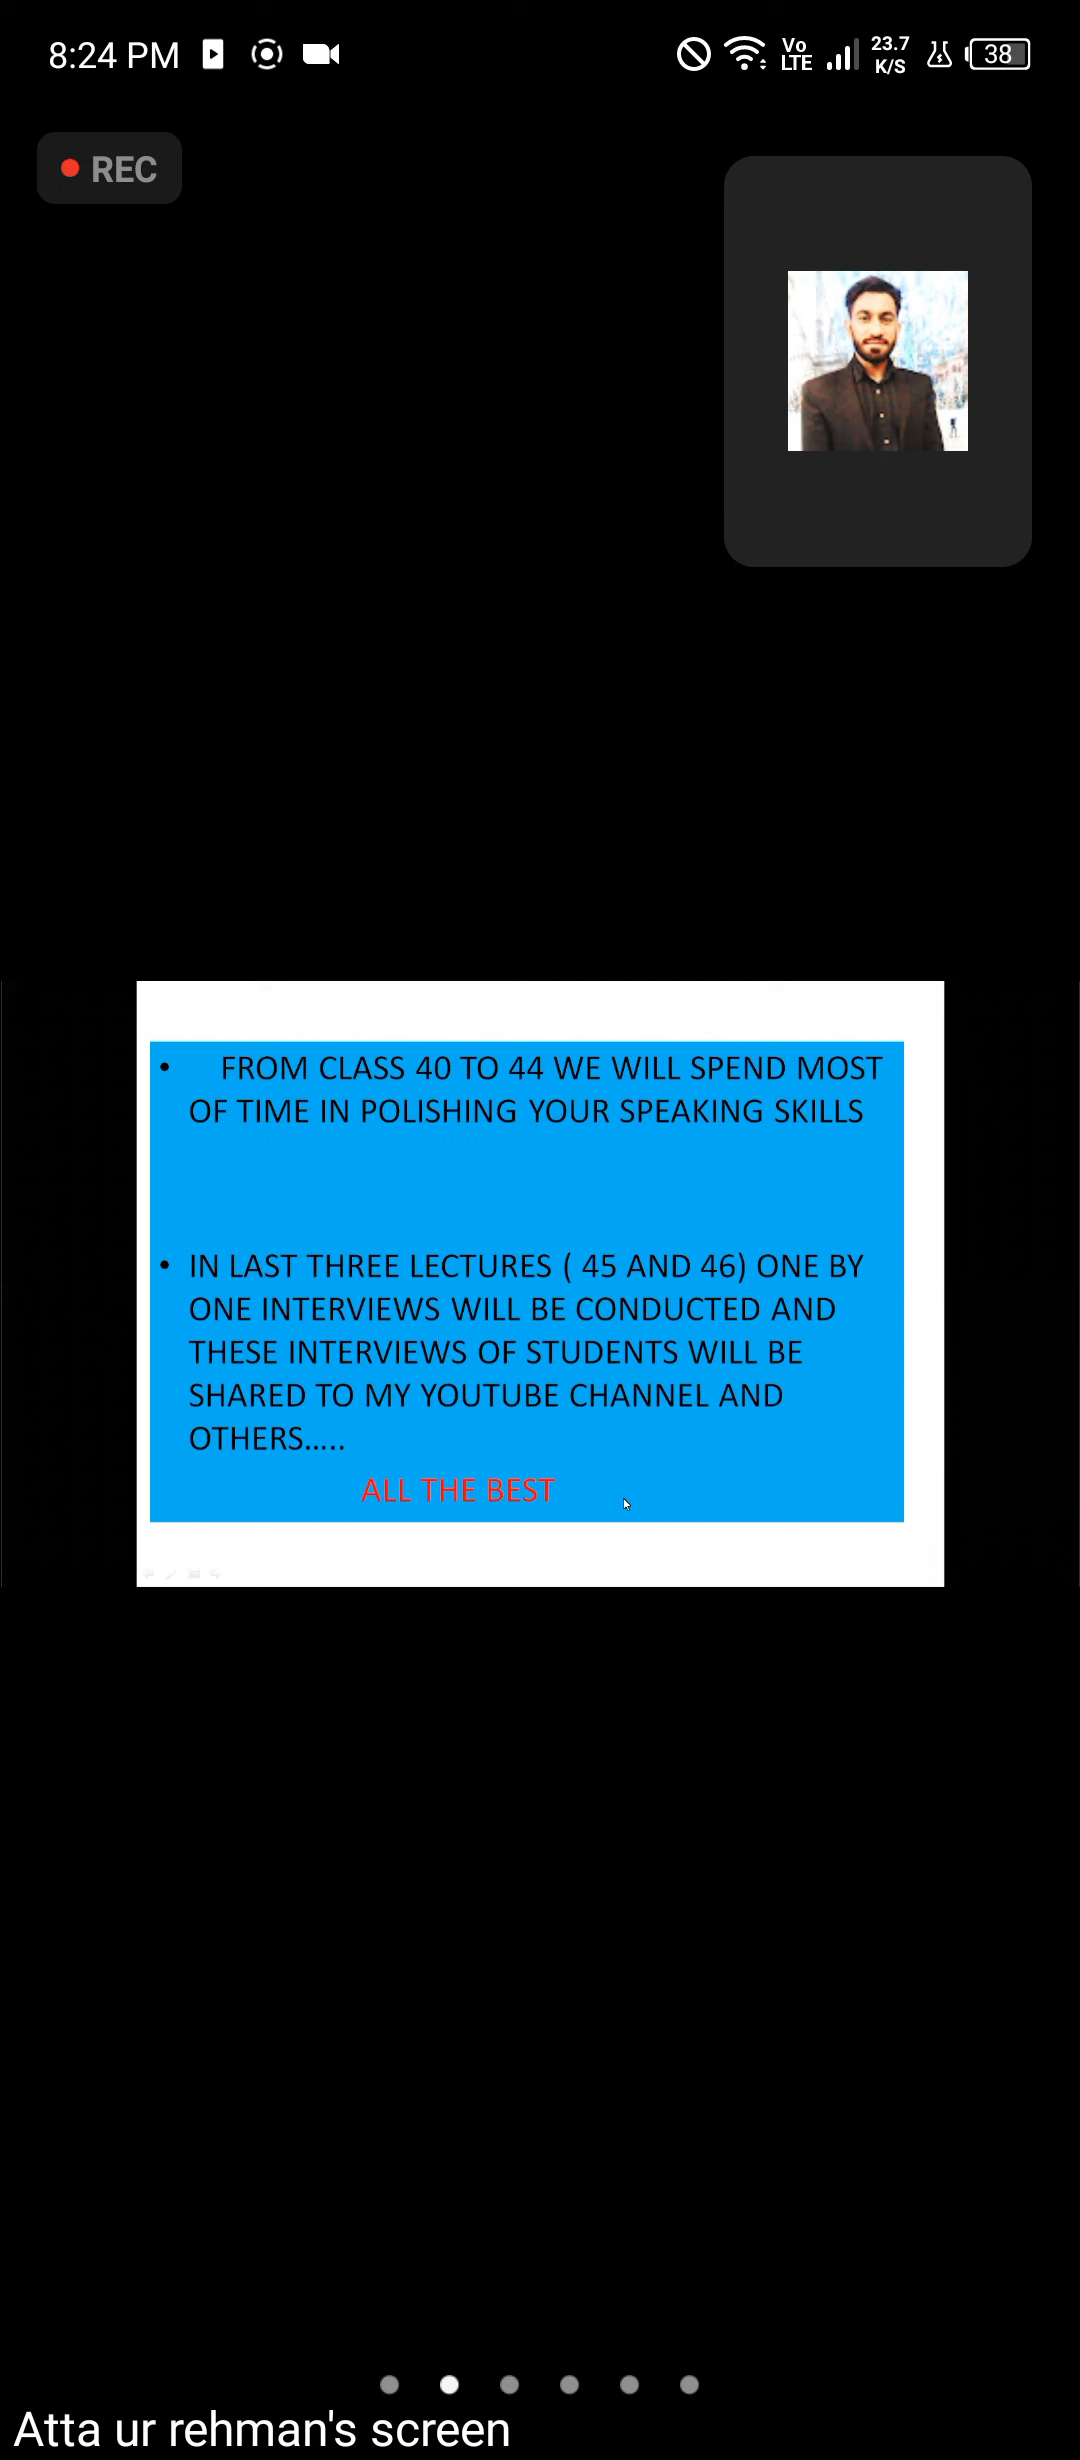 8:24 PM
Vo LTE
23.7 K/S
38
REC
• FROM CLASS 40 TO 44 WE WILL SPEND MOST
OF TIME IN POLISHING YOUR SPEAKING SKILLS
• IN LAST THREE LECTURES ( 45 AND 46) ONE BY
ONE INTERVIEWS WILL BE CONDUCTED AND
THESE INTERVIEWS OF STUDENTS WILL BE
SHARED TO MY YOUTUBE CHANNEL AND
OTHERS.....
ALL THE BEST
Atta ur rehman's screen